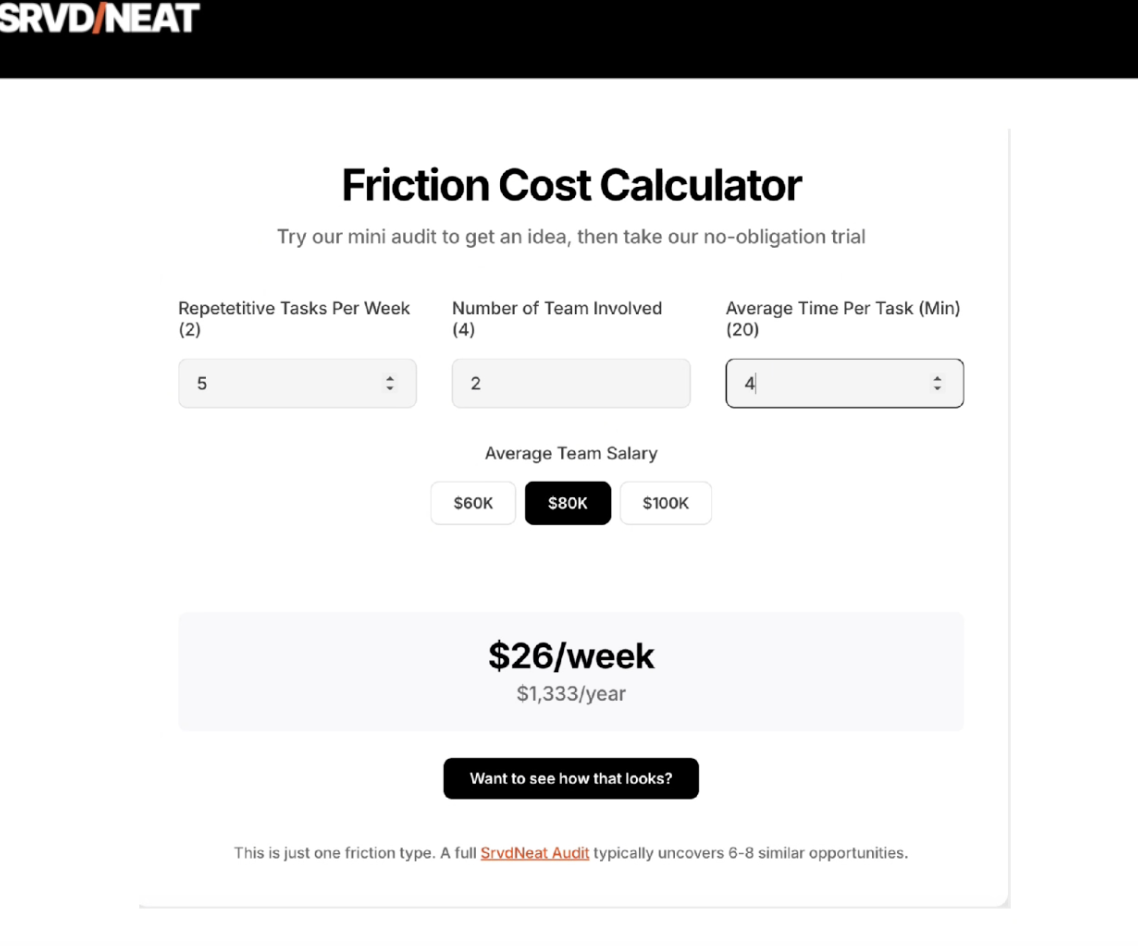 SRVD/NEAT
Friction Cost Calculator
Try our mini audit to get an idea, then take our no-obligation trial
Repetetitive Tasks Per Week
(2)
5
Number of Team Involved
(4)
2
Average Time Per Task (Min)
(20)
4
Average Team Salary
$60K $80K $100K
$26/week
$1,333/year
Want to see how that looks?
This is just one friction type. A full SrvdNeat Audit typically uncovers 6-8 similar opportunities.